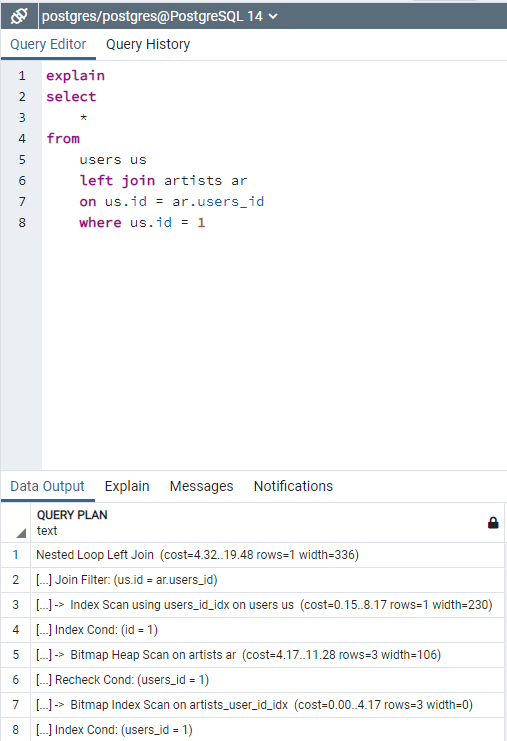 postgres/postgres@PostgreSQL 14
Query Editor Query History
1 explain
2 select
3 *
4 from
5 users us
6 left join artists ar
7 on us.id = ar.users_id
8 where us.id = 1
Data Output Explain Messages Notifications
QUERY PLAN
text
1 Nested Loop Left Join (cost=4.32..19.48 rows=1 width=336)
2 [...] Join Filter: (us.id = ar.users_id)
3 [...] -> Index Scan using users_id_idx on users us (cost=0.15..8.17 rows=1 width=230)
4 [...] Index Cond: (id = 1)
5 [...] -> Bitmap Heap Scan on artists ar (cost=4.17..11.28 rows=3 width=106)
6 [...] Recheck Cond: (users_id = 1)
7 [...] -> Bitmap Index Scan on artists_user_id_idx (cost=0.00..4.17 rows=3 width=0)
8 [...] Index Cond: (users_id = 1)